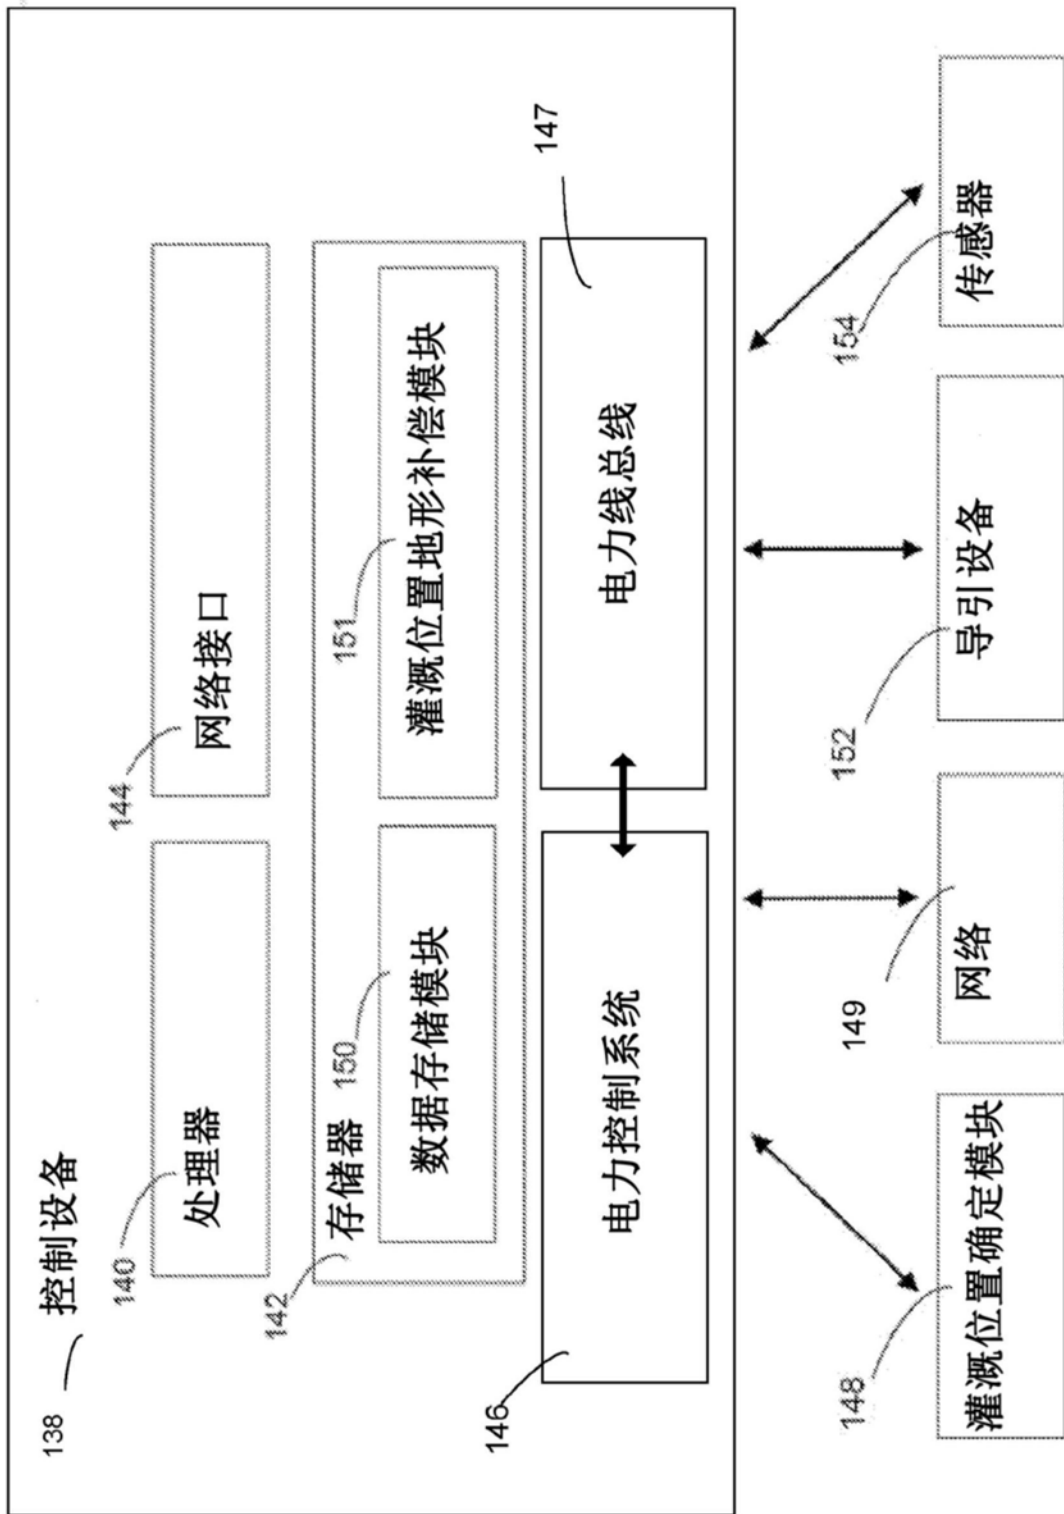 138
控制设备
140
处理器
144
网络接口
142
存储器
150
数据存储模块
151
灌溉位置地形补偿模块
146
电力控制系统
147
电力线总线
148
灌溉位置确定模块
149
网络
152
导引设备
154
传感器